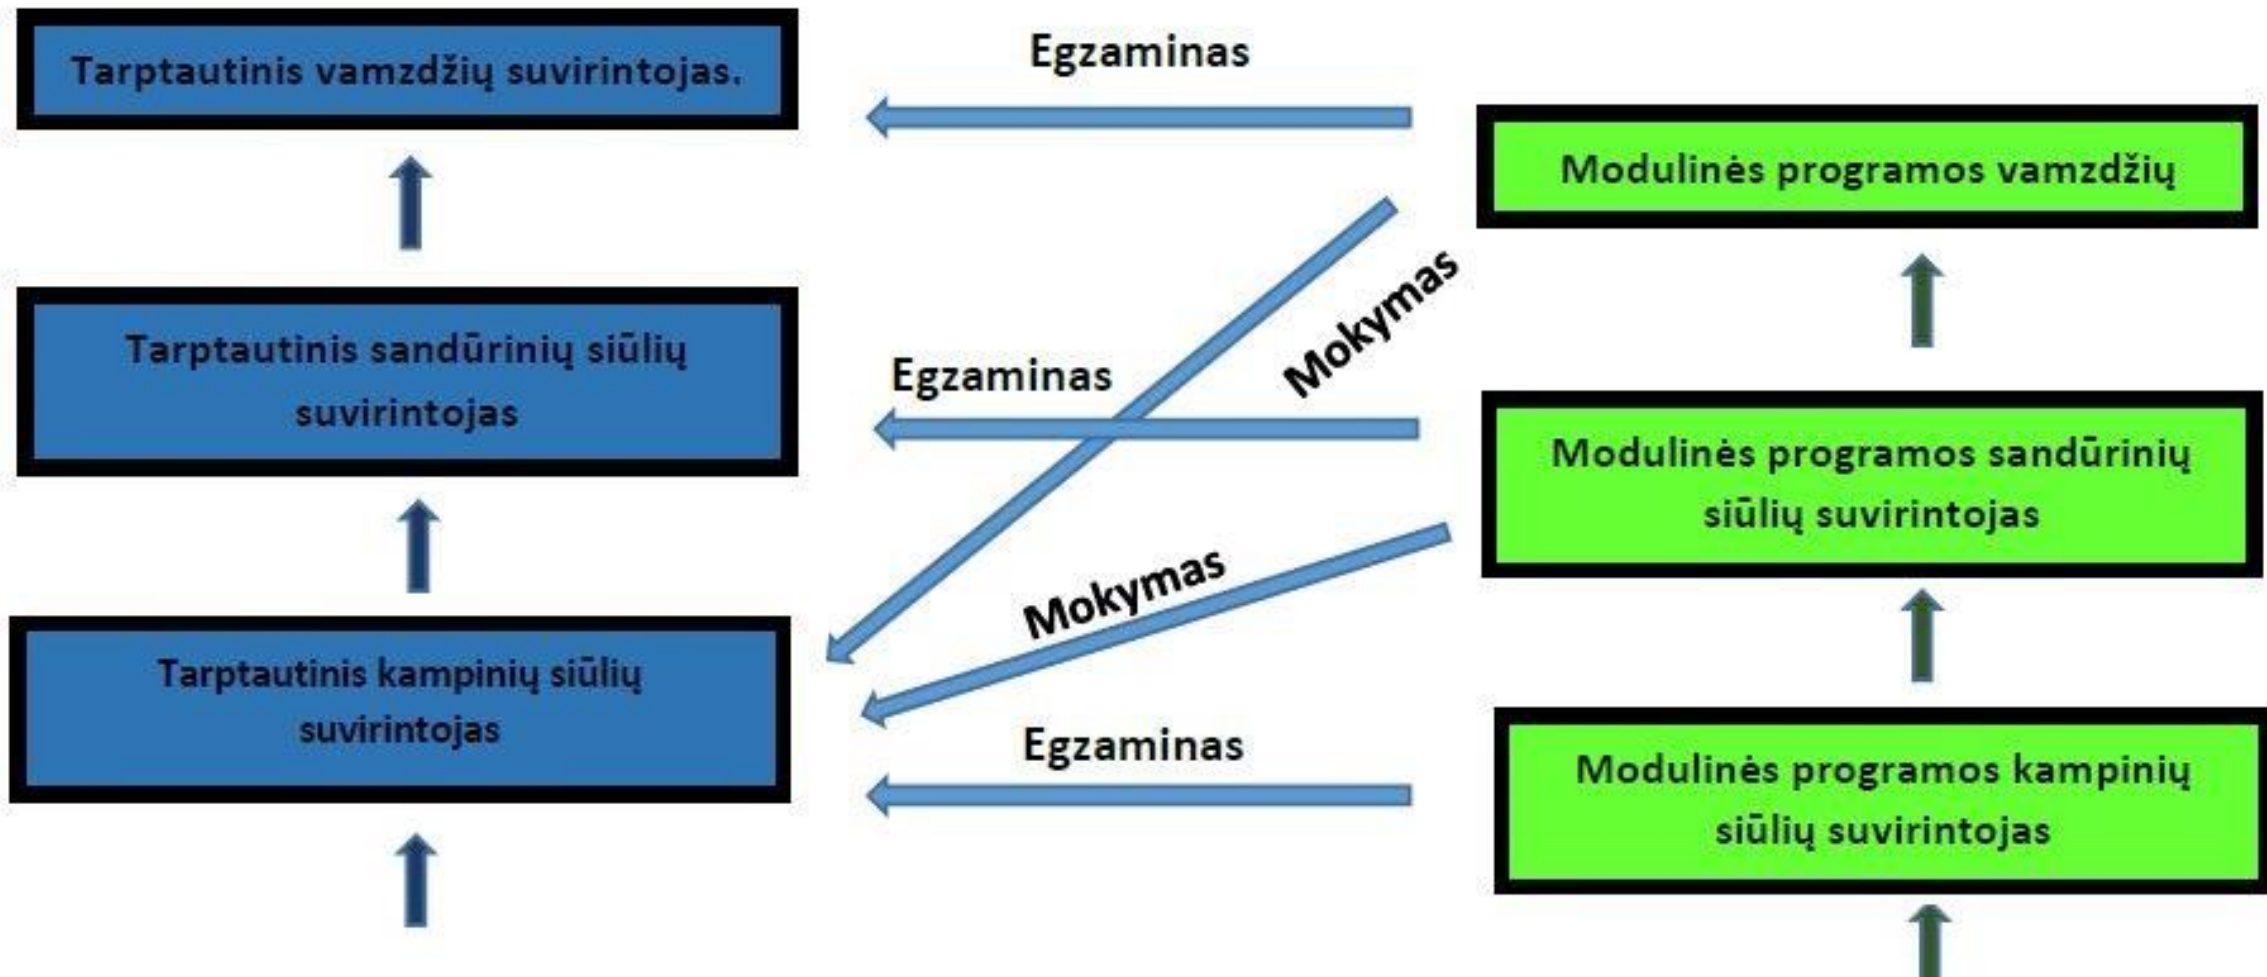 Tarptautinis vamzdžių suvirintojas.
Egzaminas
Modulinės programos vamzdžių
Mokymas
Tarptautinis sandūrinių siūlių
suvirintojas
Egzaminas
Modulinės programos sandūrinių
siūlių suvirintojas
Mokymas
Tarptautinis kampinių siūlių
suvirintojas
Egzaminas
Modulinės programos kampinių
siūlių suvirintojas